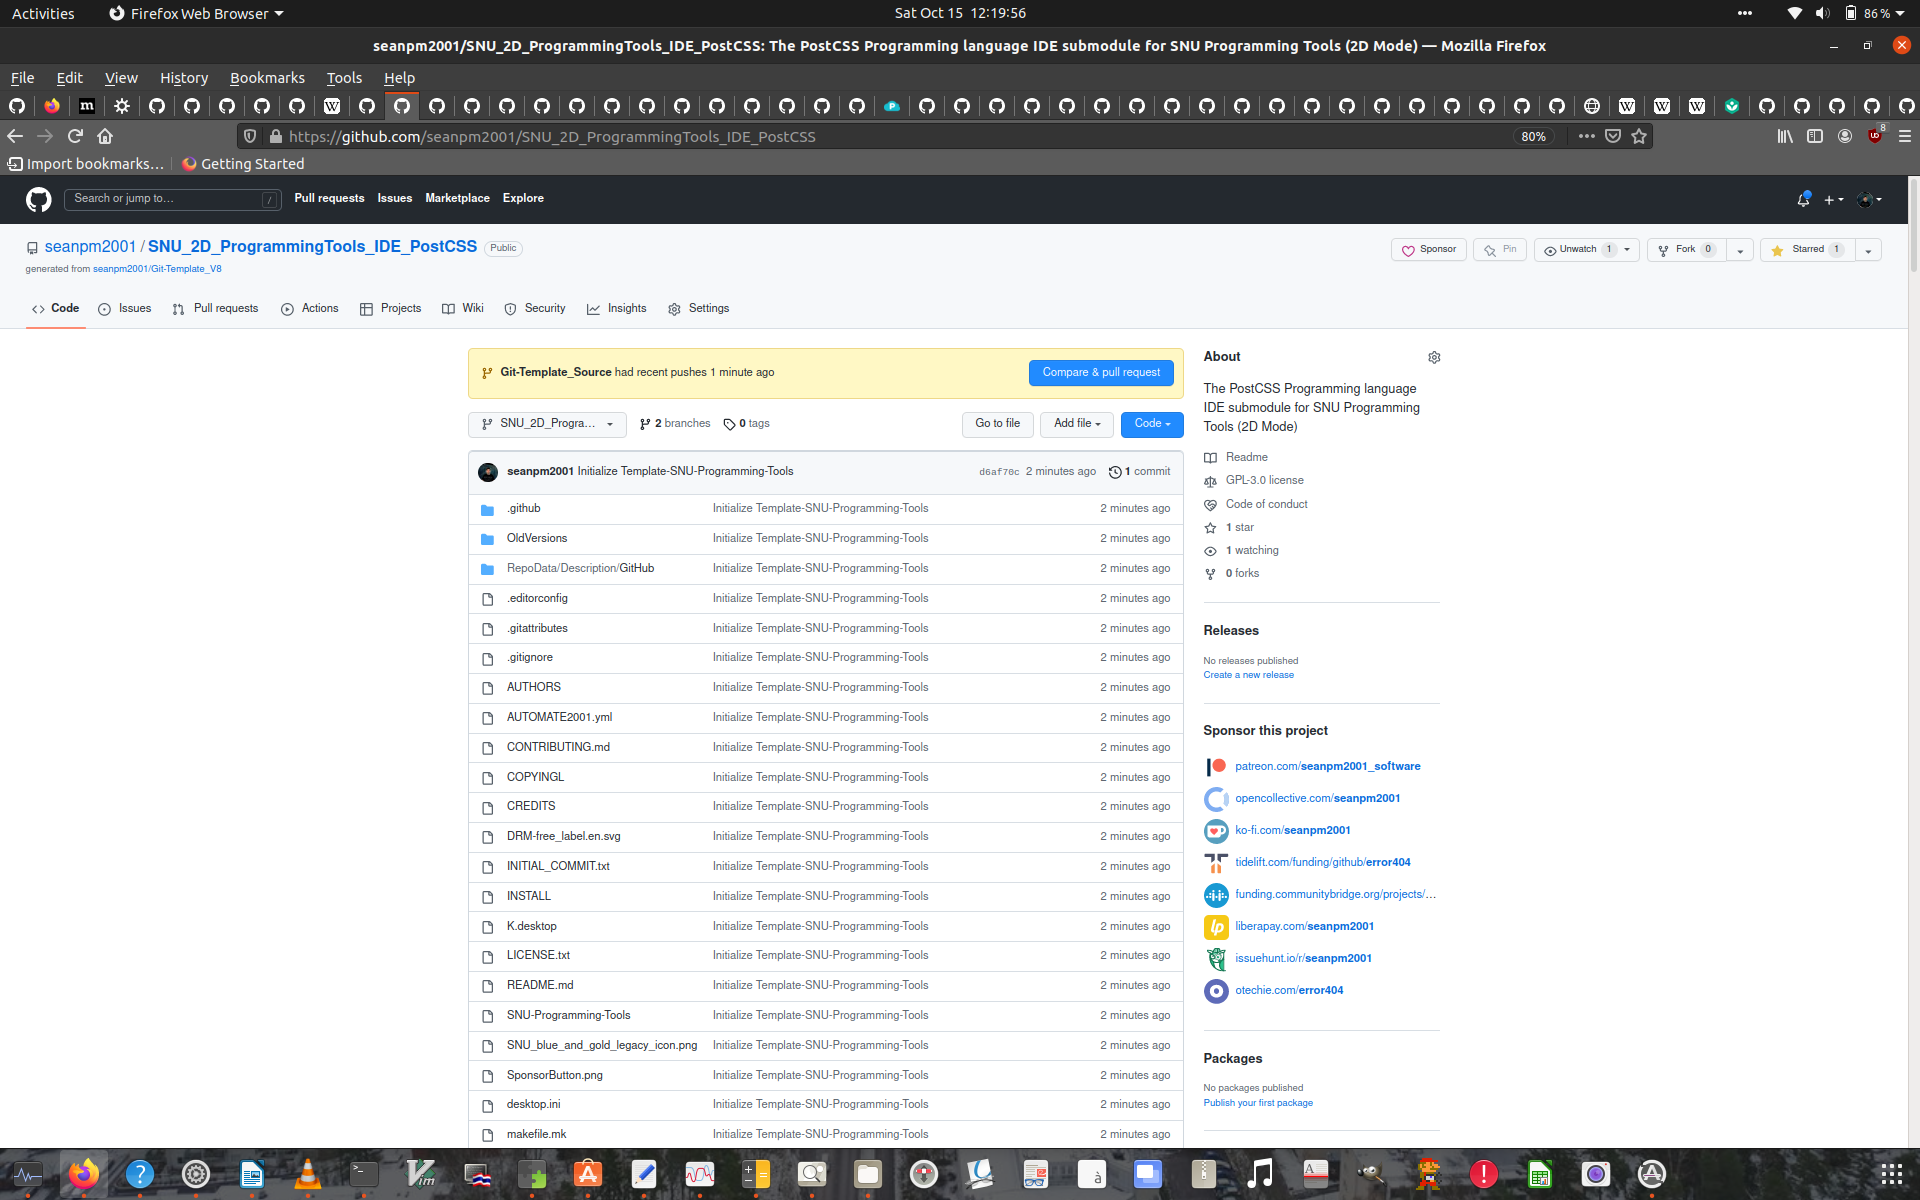 Activities Firefox Web Browser Sat Oct 15 12:19:56 86%
seanpm2001/SNU_2D_ProgrammingTools_IDE_PostCSS: The PostCSS Programming language IDE submodule for SNU Programming Tools (2D Mode) — Mozilla Firefox
File Edit View History Bookmarks Tools Help
https://github.com/seanpm2001/SNU_2D_ProgrammingTools_IDE_PostCSS 80% 8
Import bookmarks… Getting Started
Search or jump to… / Pull requests Issues Marketplace Explore
seanpm2001 / SNU_2D_ProgrammingTools_IDE_PostCSS Public Sponsor Pin Unwatch 1 Fork 0 Starred 1
generated from seanpm2001/Git-Template_V8
Code Issues Pull requests Actions Projects Wiki Security Insights Settings
Git-Template_Source had recent pushes 1 minute ago Compare & pull request
SNU_2D_Progra... 2 branches 0 tags Go to file Add file Code
seanpm2001 Initialize Template-SNU-Programming-Tools d6af70c 2 minutes ago 1 commit
.github Initialize Template-SNU-Programming-Tools 2 minutes ago
OldVersions Initialize Template-SNU-Programming-Tools 2 minutes ago
RepoData/Description/GitHub Initialize Template-SNU-Programming-Tools 2 minutes ago
.editorconfig Initialize Template-SNU-Programming-Tools 2 minutes ago
.gitattributes Initialize Template-SNU-Programming-Tools 2 minutes ago
.gitignore Initialize Template-SNU-Programming-Tools 2 minutes ago
AUTHORS Initialize Template-SNU-Programming-Tools 2 minutes ago
AUTOMATE2001.yml Initialize Template-SNU-Programming-Tools 2 minutes ago
CONTRIBUTING.md Initialize Template-SNU-Programming-Tools 2 minutes ago
COPYINGL Initialize Template-SNU-Programming-Tools 2 minutes ago
CREDITS Initialize Template-SNU-Programming-Tools 2 minutes ago
DRM-free_label.en.svg Initialize Template-SNU-Programming-Tools 2 minutes ago
INITIAL_COMMIT.txt Initialize Template-SNU-Programming-Tools 2 minutes ago
INSTALL Initialize Template-SNU-Programming-Tools 2 minutes ago
K.desktop Initialize Template-SNU-Programming-Tools 2 minutes ago
LICENSE.txt Initialize Template-SNU-Programming-Tools 2 minutes ago
README.md Initialize Template-SNU-Programming-Tools 2 minutes ago
SNU-Programming-Tools Initialize Template-SNU-Programming-Tools 2 minutes ago
SNU_blue_and_gold_legacy_icon.png Initialize Template-SNU-Programming-Tools 2 minutes ago
SponsorButton.png Initialize Template-SNU-Programming-Tools 2 minutes ago
desktop.ini Initialize Template-SNU-Programming-Tools 2 minutes ago
makefile.mk Initialize Template-SNU-Programming-Tools 2 minutes ago
About
The PostCSS Programming language
IDE submodule for SNU Programming
Tools (2D Mode)
Readme
GPL-3.0 license
Code of conduct
1 star
1 watching
0 forks
Releases
No releases published
Create a new release
Sponsor this project
patreon.com/seanpm2001_software
opencollective.com/seanpm2001
ko-fi.com/seanpm2001
tidelift.com/funding/github/error404
funding.communitybridge.org/projects/…
liberapay.com/seanpm2001
issuehunt.io/r/seanpm2001
otechie.com/error404
Packages
No packages published
Publish your first package